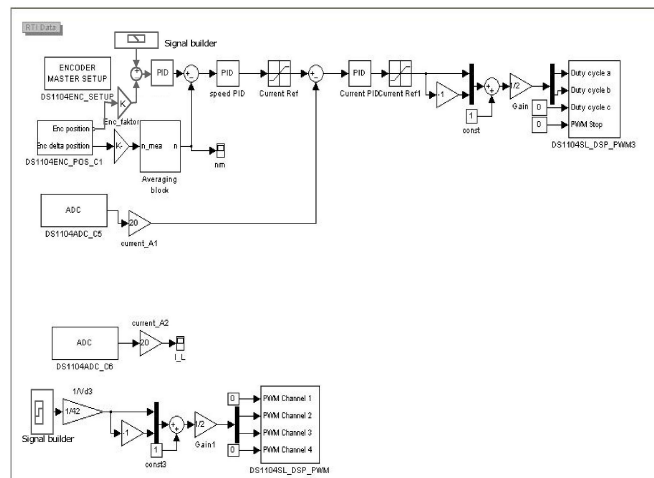 RTI Data
Signal builder
ENCODER
MASTER SETUP
DS1104ENC_SETUP
K
Enc_faktor
PID
PID
speed PID
Current Ref
PID
Current PID
Current Ref1
-1
1
const
1/2
Gain
0
0
Duty cycle a
Duty cycle b
Duty cycle c
PWM Stop
DS1104SL_DSP_PWM3
Enc position
Enc delta position
DS1104ENC_POS_C1
K-
n_mea
n
Averaging
block
nm
ADC
DS1104ADC_C5
20
current_A1
ADC
DS1104ADC_C6
current_A2
20
I_L
Signal builder
1/Vd3
1/42
-1
1
const3
1/2
Gain1
0
0
PWM Channel 1
PWM Channel 2
PWM Channel 3
PWM Channel 4
DS1104SL_DSP_PWM